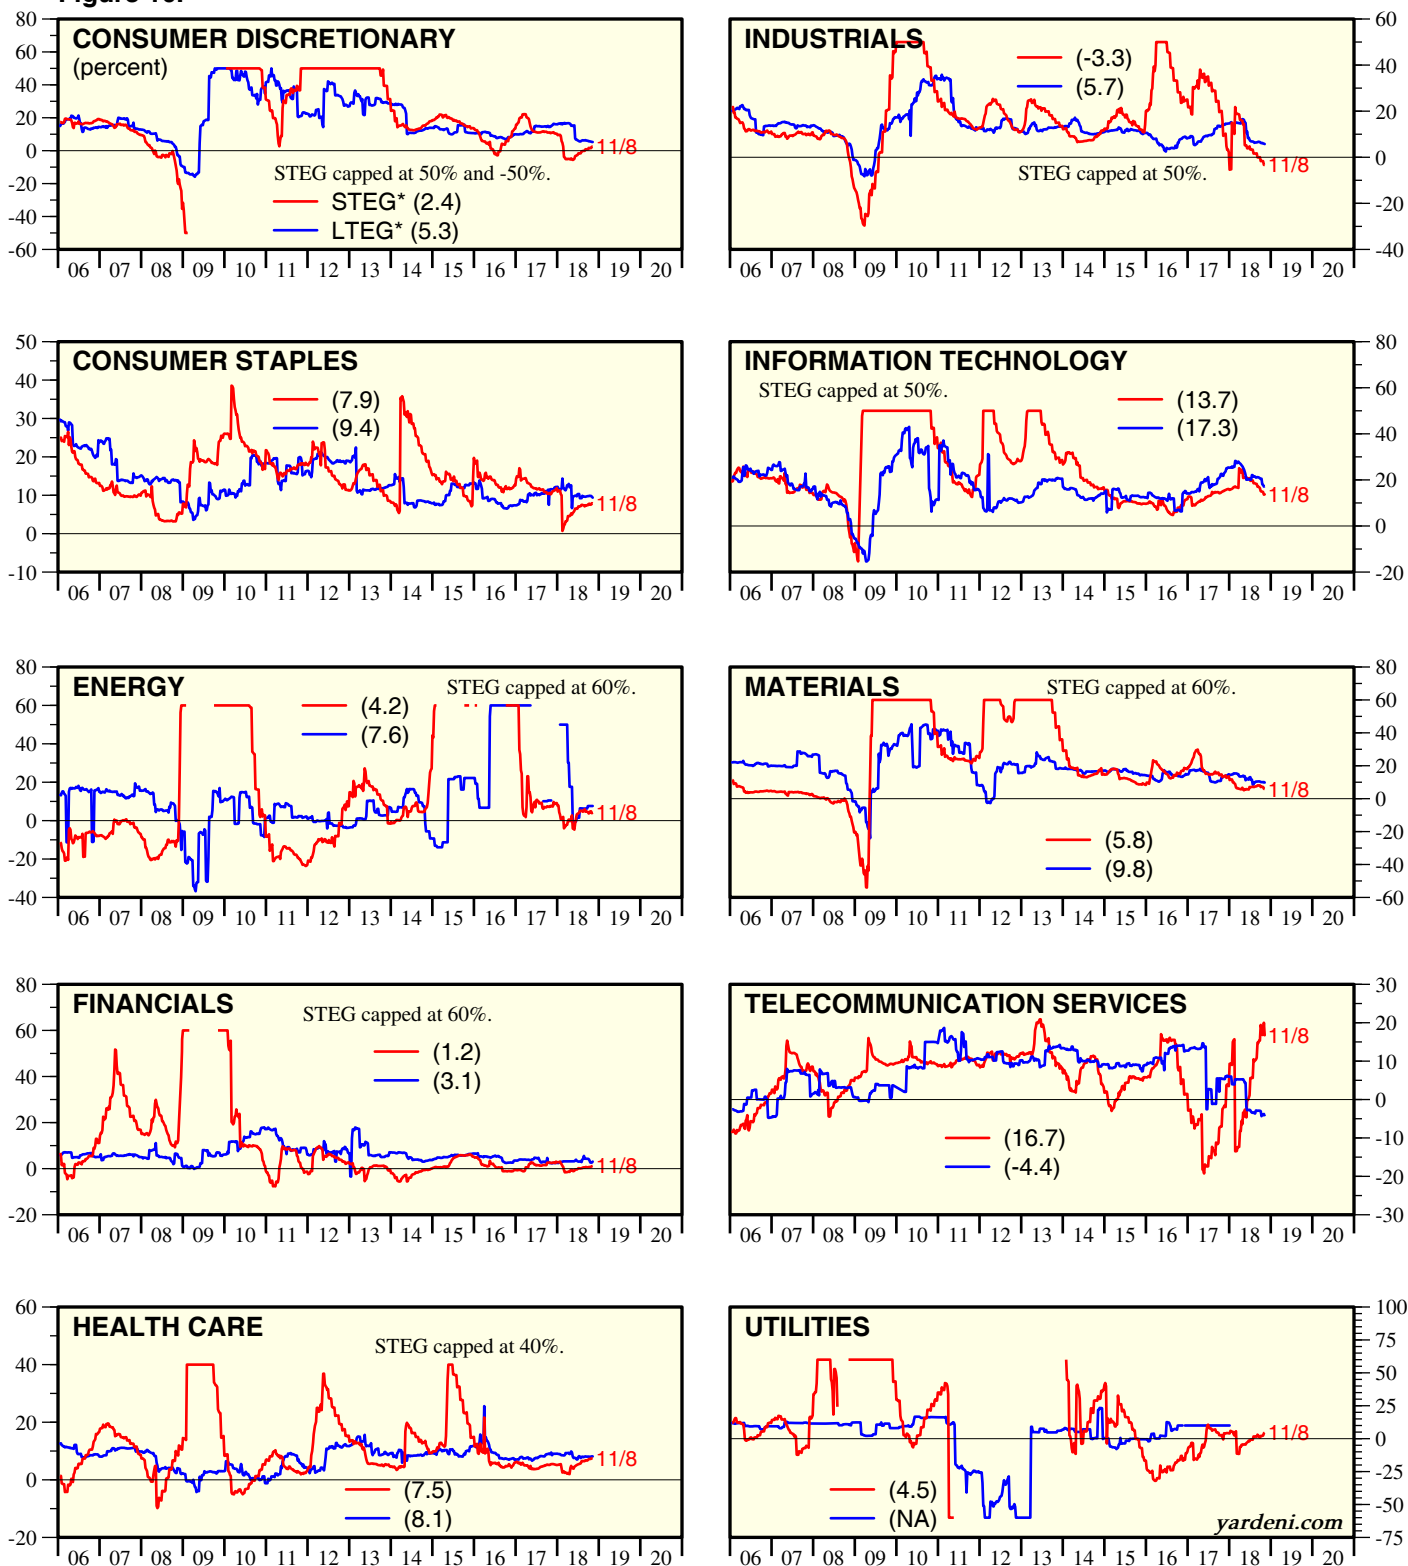 CONSUMER DISCRETIONARY
(percent)
80
60
40
20
0
-20
-40
-60
STEG capped at 50% and -50%.
STEG* (2.4)
LTEG* (5.3)
11/8
06 07 08 09 10 11 12 13 14 15 16 17 18 19 20
INDUSTRIALS
(-3.3)
(5.7)
STEG capped at 50%.
11/8
60
40
20
0
-20
-40
06 07 08 09 10 11 12 13 14 15 16 17 18 19 20
CONSUMER STAPLES
50
40
30
20
10
0
-10
(7.9)
(9.4)
11/8
06 07 08 09 10 11 12 13 14 15 16 17 18 19 20
INFORMATION TECHNOLOGY
STEG capped at 50%.
(13.7)
(17.3)
11/8
80
60
40
20
0
-20
06 07 08 09 10 11 12 13 14 15 16 17 18 19 20
ENERGY
STEG capped at 60%.
80
60
40
20
0
-20
-40
(4.2)
(7.6)
11/8
06 07 08 09 10 11 12 13 14 15 16 17 18 19 20
MATERIALS
STEG capped at 60%.
11/8
(5.8)
(9.8)
80
60
40
20
0
-20
-40
-60
06 07 08 09 10 11 12 13 14 15 16 17 18 19 20
FINANCIALS
STEG capped at 60%.
80
60
40
20
0
-20
(1.2)
(3.1)
11/8
06 07 08 09 10 11 12 13 14 15 16 17 18 19 20
TELECOMMUNICATION SERVICES
11/8
(16.7)
(-4.4)
30
20
10
0
-10
-20
-30
06 07 08 09 10 11 12 13 14 15 16 17 18 19 20
HEALTH CARE
STEG capped at 40%.
60
40
20
0
-20
11/8
(7.5)
(8.1)
06 07 08 09 10 11 12 13 14 15 16 17 18 19 20
UTILITIES
11/8
(4.5)
(NA)
yardeni.com
100
75
50
25
0
-25
-50
-75
06 07 08 09 10 11 12 13 14 15 16 17 18 19 20